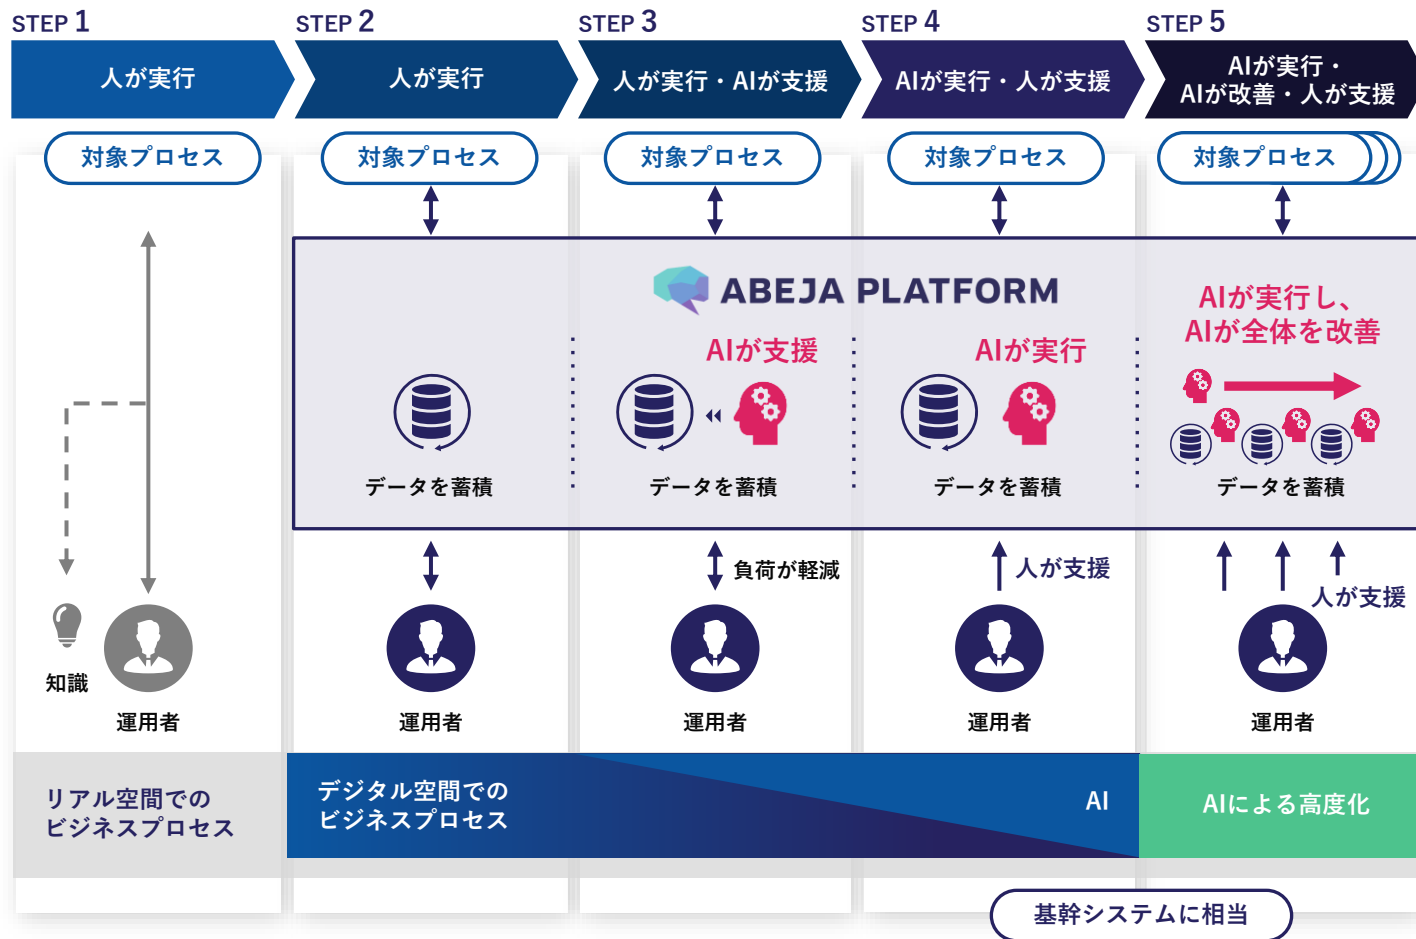 STEP 1
STEP 2
STEP 3
STEP 4
STEP 5
人が実行
人が実行
人が実行・AIが支援
AIが実行・人が支援
AIが実行・
AIが改善・人が支援
対象プロセス
対象プロセス
対象プロセス
対象プロセス
対象プロセス
ABEJA PLATFORM
AIが支援
AIが実行
AIが実行し、
AIが全体を改善
データを蓄積
データを蓄積
データを蓄積
データを蓄積
負荷が軽減
人が支援
人が支援
知識
運用者
運用者
運用者
運用者
運用者
リアル空間での
ビジネスプロセス
デジタル空間での
ビジネスプロセス
AI
AIによる高度化
基幹システムに相当